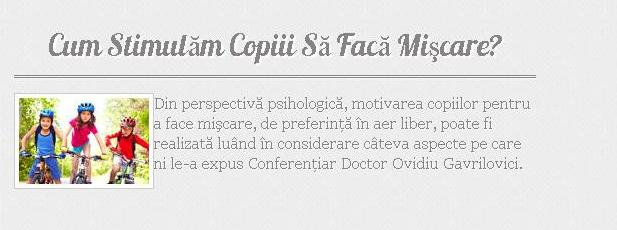 Cum Stimulăm Copiii Să Facă Mişcare?
Din perspectivă psihologică, motivarea copiilor pentru
a face mişcare, de preferinţă în aer liber, poate fi
realizată luând în considerare câteva aspecte pe care
ni le-a expus Conferenţiar Doctor Ovidiu Gavrilovici.